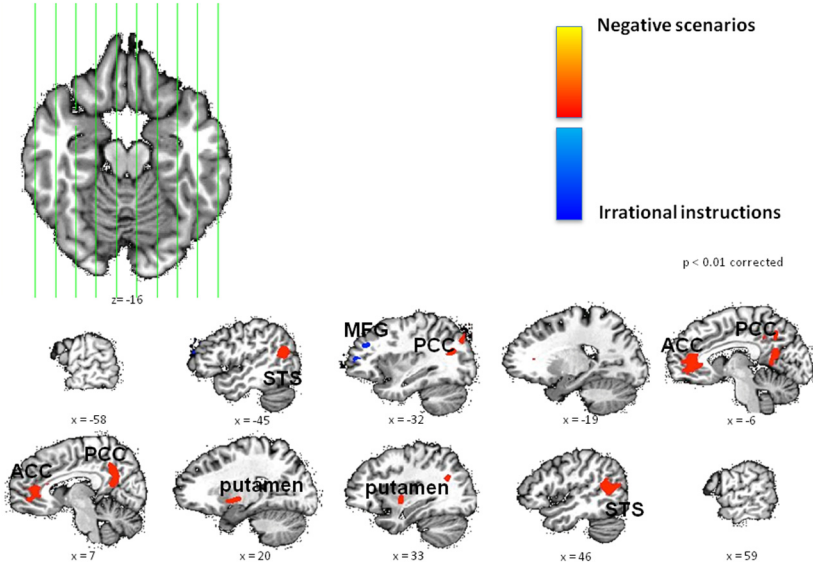 Negative scenarios
Irrational instructions
p < 0.01 corrected
z= -16
MFG
PCC
STS
ACC
PCC
x = -58
x = -45
x = -32
x = -19
x = -6
ACC
PCC
putamen
putamen
STS
x = 7
x = 20
x = 33
x = 46
x = 59